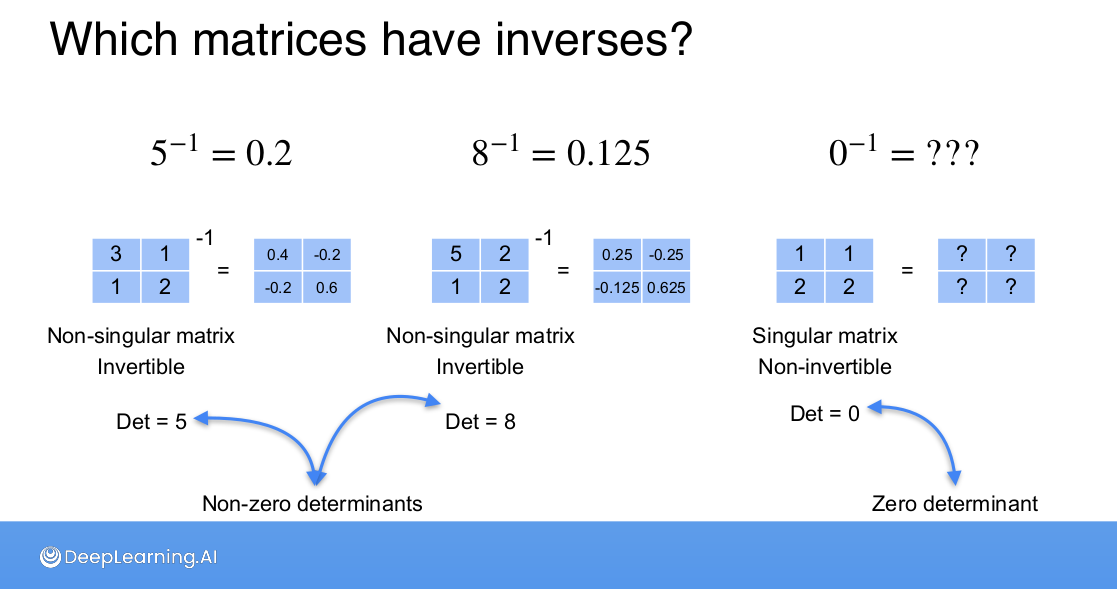 Which matrices have inverses?
5⁻¹ = 0.2
8⁻¹ = 0.125
0⁻¹ = ???
3 1 -1 0.4 -0.2
1 2 = -0.2 0.6
5 2 -1 0.25 -0.25
1 2 = -0.125 0.625
1 1 ? ?
2 2 = ? ?
Non-singular matrix
Invertible
Non-singular matrix
Invertible
Singular matrix
Non-invertible
Det = 5
Det = 8
Det = 0
Non-zero determinants
Zero determinant
DeepLearning.AI